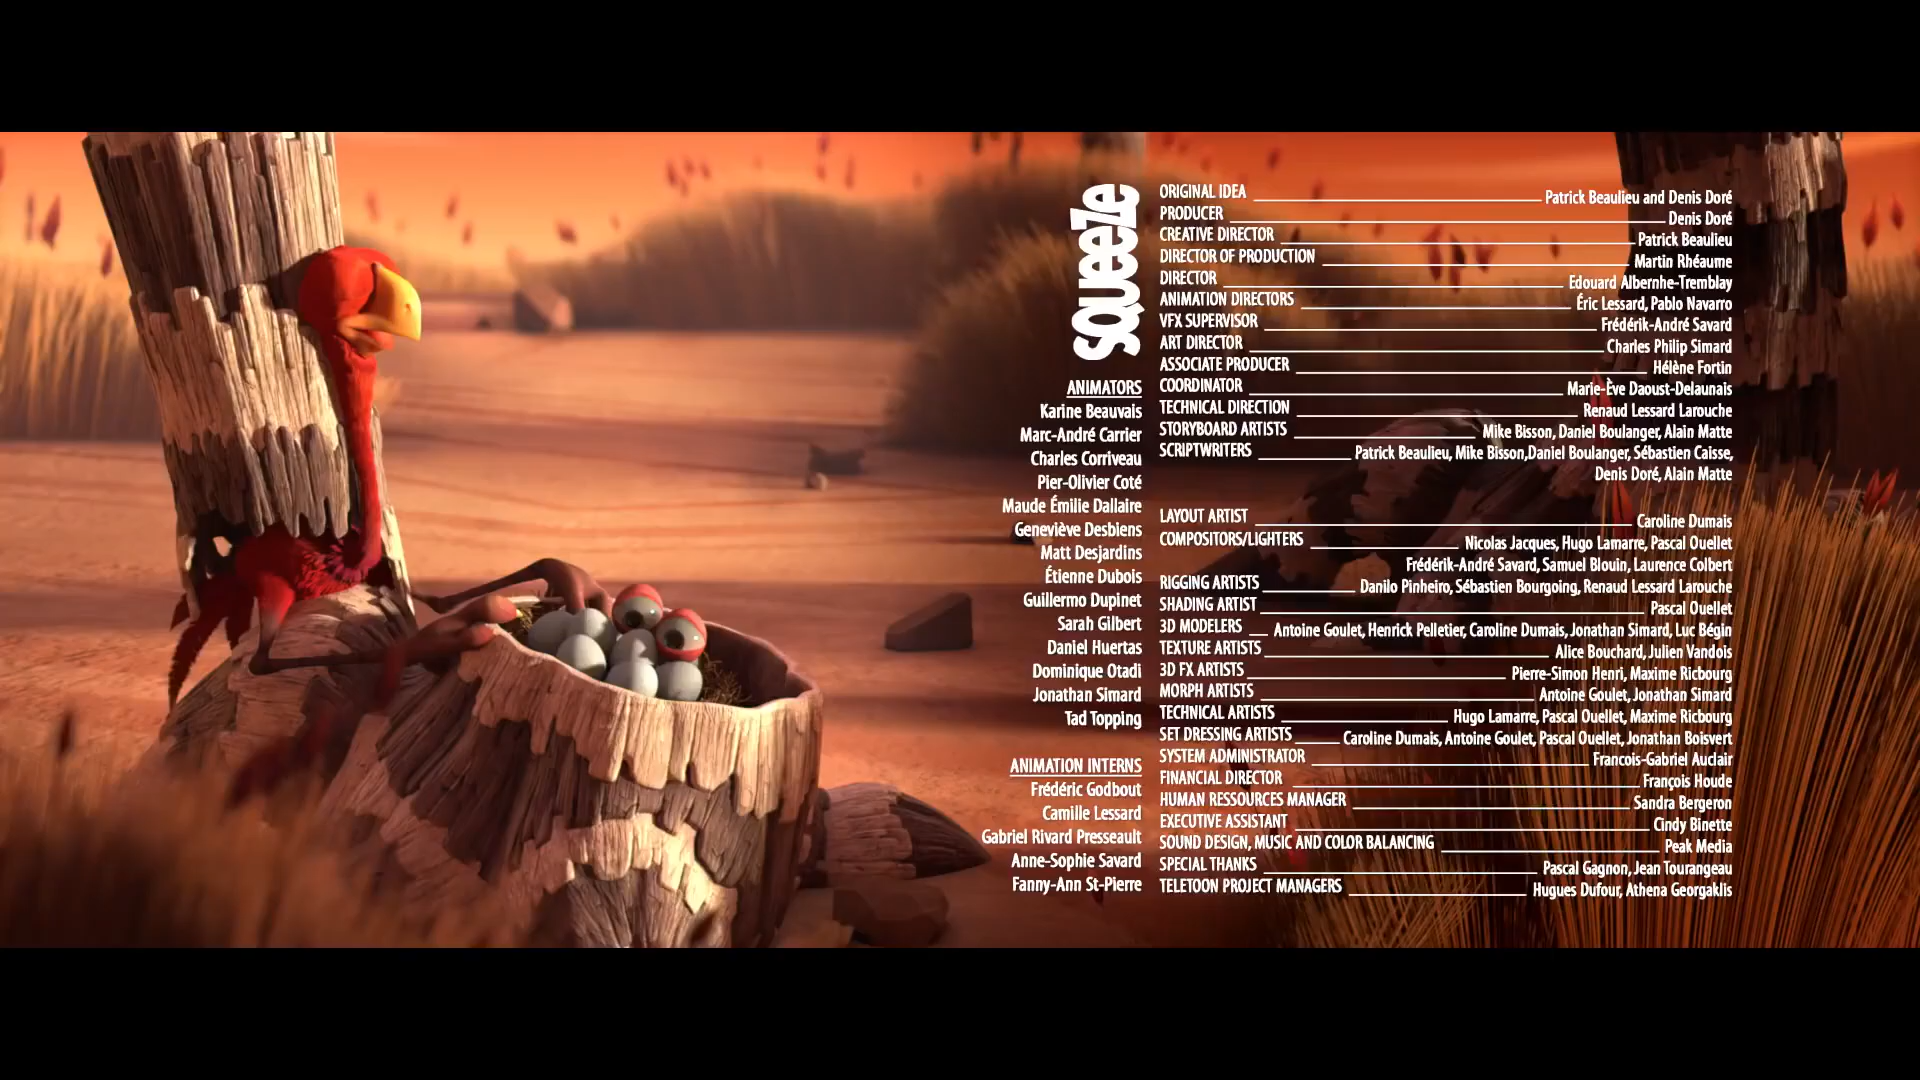 squeeze
ANIMATORS
Karine Beauvais
Marc-André Carrier
Charles Corriveau
Pier-Olivier Coté
Maude Émilie Dallaire
Geneviève Desbiens
Matt Desjardins
Étienne Dubois
Guillermo Dupinet
Sarah Gilbert
Daniel Huertas
Dominique Otadi
Jonathan Simard
Tad Topping
ANIMATION INTERNS
Frédéric Godbout
Camille Lessard
Gabriel Rivard Presseault
Anne-Sophie Savard
Fanny-Ann St-Pierre
ORIGINAL IDEA Patrick Beaulieu and Denis Doré
PRODUCER Denis Doré
CREATIVE DIRECTOR Patrick Beaulieu
DIRECTOR OF PRODUCTION Martin Rhéaume
DIRECTOR Edouard Albernhe-Tremblay
ANIMATION DIRECTORS Éric Lessard, Pablo Navarro
VFX SUPERVISOR Frédérik-André Savard
ART DIRECTOR Charles Philip Simard
ASSOCIATE PRODUCER Hélène Fortin
COORDINATOR Marie-Ève Daoust-Delaunais
TECHNICAL DIRECTION Renaud Lessard Larouche
STORYBOARD ARTISTS Mike Bisson, Daniel Boulanger, Alain Matte
SCRIPTWRITERS Patrick Beaulieu, Mike Bisson,Daniel Boulanger, Sébastien Caisse,
Denis Doré, Alain Matte
LAYOUT ARTIST Caroline Dumais
COMPOSITORS/LIGHTERS Nicolas Jacques, Hugo Lamarre, Pascal Ouellet
Frédérik-André Savard, Samuel Blouin, Laurence Colbert
RIGGING ARTISTS Danilo Pinheiro, Sébastien Bourgoing, Renaud Lessard Larouche
SHADING ARTIST Pascal Ouellet
3D MODELERS Antoine Goulet, Henrick Pelletier, Caroline Dumais, Jonathan Simard, Luc Bégin
TEXTURE ARTISTS Alice Bouchard, Julien Vandois
3D FX ARTISTS Pierre-Simon Henri, Maxime Ricbourg
MORPH ARTISTS Antoine Goulet, Jonathan Simard
TECHNICAL ARTISTS Hugo Lamarre, Pascal Ouellet, Maxime Ricbourg
SET DRESSING ARTISTS Caroline Dumais, Antoine Goulet, Pascal Ouellet, Jonathan Boisvert
SYSTEM ADMINISTRATOR Francois-Gabriel Auclair
FINANCIAL DIRECTOR François Houde
HUMAN RESSOURCES MANAGER Sandra Bergeron
EXECUTIVE ASSISTANT Cindy Binette
SOUND DESIGN, MUSIC AND COLOR BALANCING Peak Media
SPECIAL THANKS Pascal Gagnon, Jean Tourangeau
TELETOON PROJECT MANAGERS Hugues Dufour, Athena Georgaklis